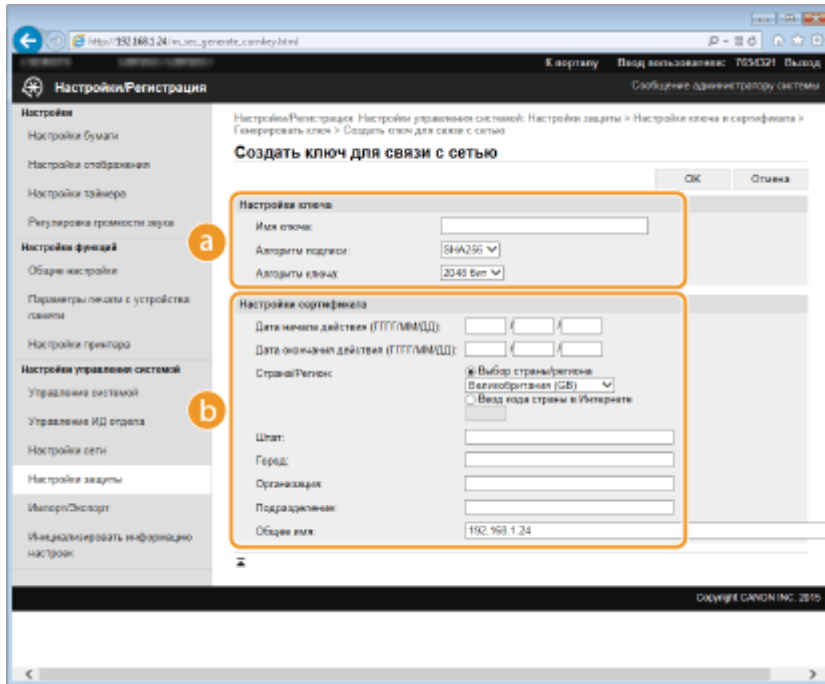 http://192.168.1.24/m_sec_generate_comkey.html
К порталу Ввод пользователем: 7654321 Выход
Настройки/Регистрация
Сообщение администратору системы
Настройки
Настройки бумаги
Настройки отображения
Настройки таймера
Регулировка громкости звука
Настройки функций
Общие настройки
Параметры печати с устройства
памяти
Настройки принтера
Настройки управления системой
Управление системой
Управление ИД отдела
Настройки сети
Настройки защиты
Импорт/Экспорт
Инициализировать информацию
настроек
Настройки/Регистрация: Настройки управления системой: Настройки защиты > Настройки ключа и сертификата >
Генерировать ключ > Создать ключ для связи с сетью
Создать ключ для связи с сетью
OK Отмена
a
Настройки ключа
Имя ключа:
Алгоритм подписи: SHA256
Алгоритм ключа: 2048 бит
b
Настройки сертификата
Дата начала действия (ГГГГ/ММ/ДД): / /
Дата окончания действия (ГГГГ/ММ/ДД): / /
Страна/Регион: Выбор страны/региона
Великобритания (GB)
Ввод кода страны в Интернете
Штат:
Город:
Организация:
Подразделение:
Общее имя: 192.168.1.24
Copyright CANON INC. 2015